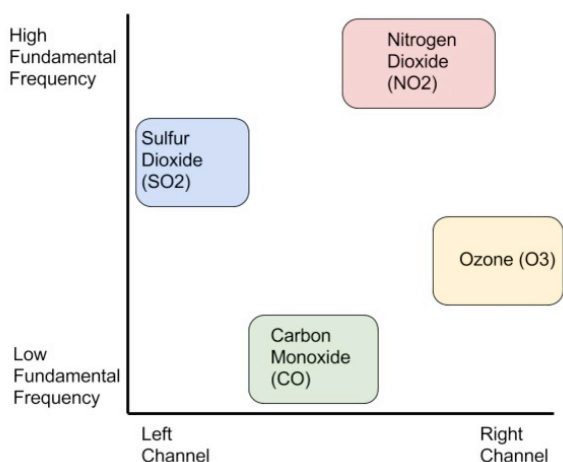 High
Fundamental
Frequency
Nitrogen
Dioxide
(NO2)
Sulfur
Dioxide
(SO2)
Ozone (O3)
Carbon
Monoxide
(CO)
Low
Fundamental
Frequency
Left
Channel
Right
Channel